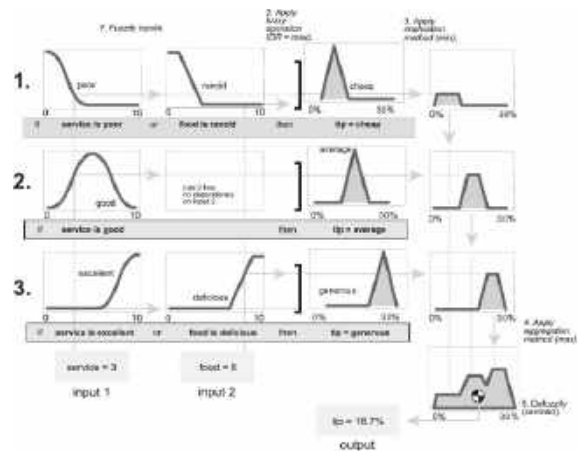 1. Fuzzify inputs
2. Apply fuzzy operation (OR = max)
3. Apply implication method (min)
1.
poor
rancid
cheap
0 10
0 10
0% 30%
0% 30%
If service is poor or food is rancid then tip = cheap
2.
good
rule 2 has no dependency on input 2
average
0 10
0% 30%
0% 30%
If service is good then tip = average
3.
excellent
delicious
generous
0 10
0 10
0% 30%
0% 30%
If service is excellent or food is delicious then tip = generous
4. Apply aggregation method (max)
service = 3
food = 8
input 1
input 2
0% 30%
5. Defuzzify (centroid)
tip = 16.7%
output